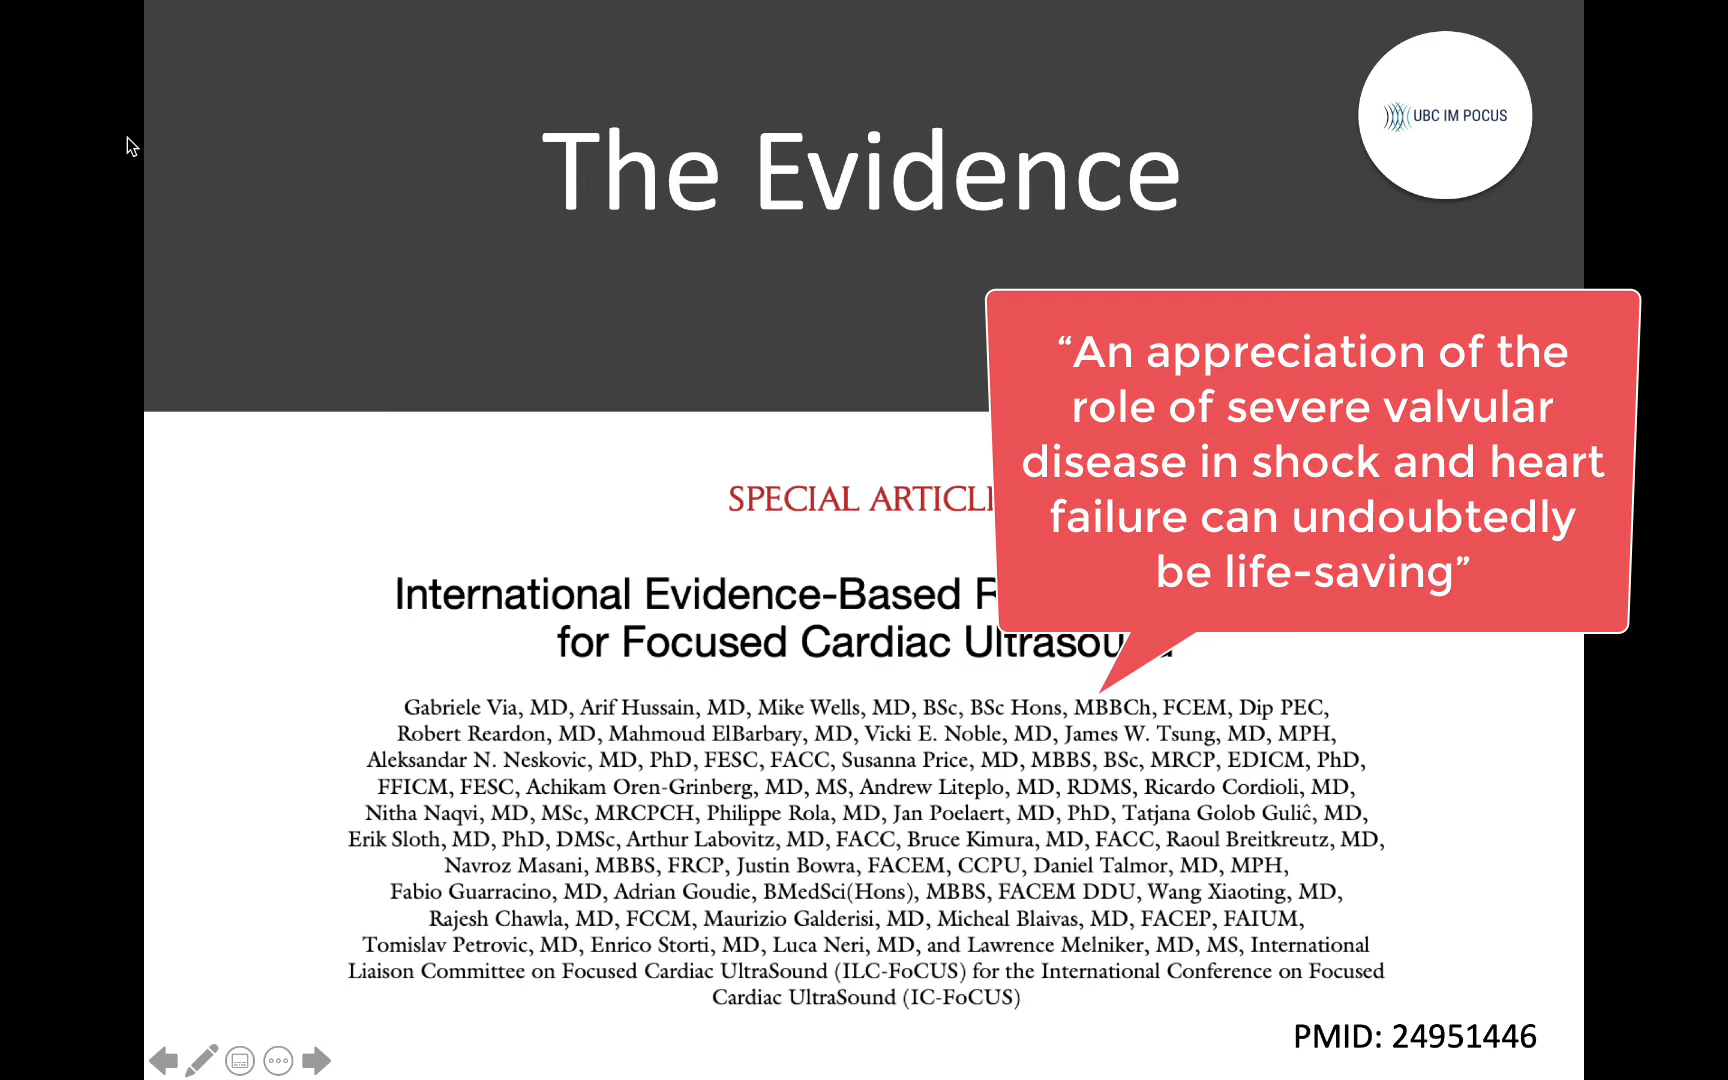 The Evidence
UBC IM POCUS
“An appreciation of the
role of severe valvular
disease in shock and heart
failure can undoubtedly
be life-saving”
SPECIAL ARTICL
International Evidence-Based
for Focused Cardiac Ultrasound
Gabriele Via, MD, Arif Hussain, MD, Mike Wells, MD, BSc, BSc Hons, MBBCh, FCEM, Dip PEC,
Robert Reardon, MD, Mahmoud ElBarbary, MD, Vicki E. Noble, MD, James W. Tsung, MD, MPH,
Aleksandar N. Neskovic, MD, PhD, FESC, FACC, Susanna Price, MD, MBBS, BSc, MRCP, EDICM, PhD,
FFICM, FESC, Achikam Oren-Grinberg, MD, MS, Andrew Liteplo, MD, RDMS, Ricardo Cordioli, MD,
Nitha Naqvi, MD, MSc, MRCPCH, Philippe Rola, MD, Jan Poelaert, MD, PhD, Tatjana Golob Guliĉ, MD,
Erik Sloth, MD, PhD, DMSc, Arthur Labovitz, MD, FACC, Bruce Kimura, MD, FACC, Raoul Breitkreutz, MD,
Navroz Masani, MBBS, FRCP, Justin Bowra, FACEM, CCPU, Daniel Talmor, MD, MPH,
Fabio Guarracino, MD, Adrian Goudie, BMedSci(Hons), MBBS, FACEM DDU, Wang Xiaoting, MD,
Rajesh Chawla, MD, FCCM, Maurizio Galderisi, MD, Micheal Blaivas, MD, FACEP, FAIUM,
Tomislav Petrovic, MD, Enrico Storti, MD, Luca Neri, MD, and Lawrence Melniker, MD, MS, International
Liaison Committee on Focused Cardiac UltraSound (ILC-FoCUS) for the International Conference on Focused
Cardiac UltraSound (IC-FoCUS)
PMID: 24951446